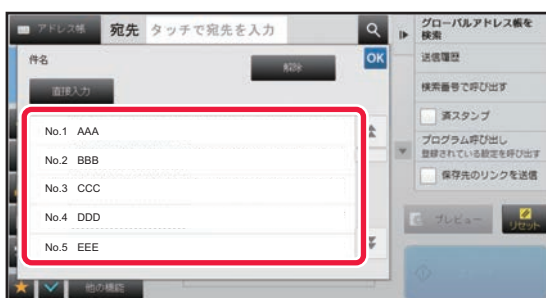 アドレス帳
宛先 タッチで宛先を入力
グローバルアドレス帳を
検索
件名
解除
OK
直接入力
送信履歴
検索番号で呼び出す
済スタンプ
プログラム呼び出し
登録されている設定を呼び出す
保存先のリンクを送信
No.1 AAA
No.2 BBB
No.3 CCC
No.4 DDD
No.5 EEE
プレビュー
リセット
他の機能